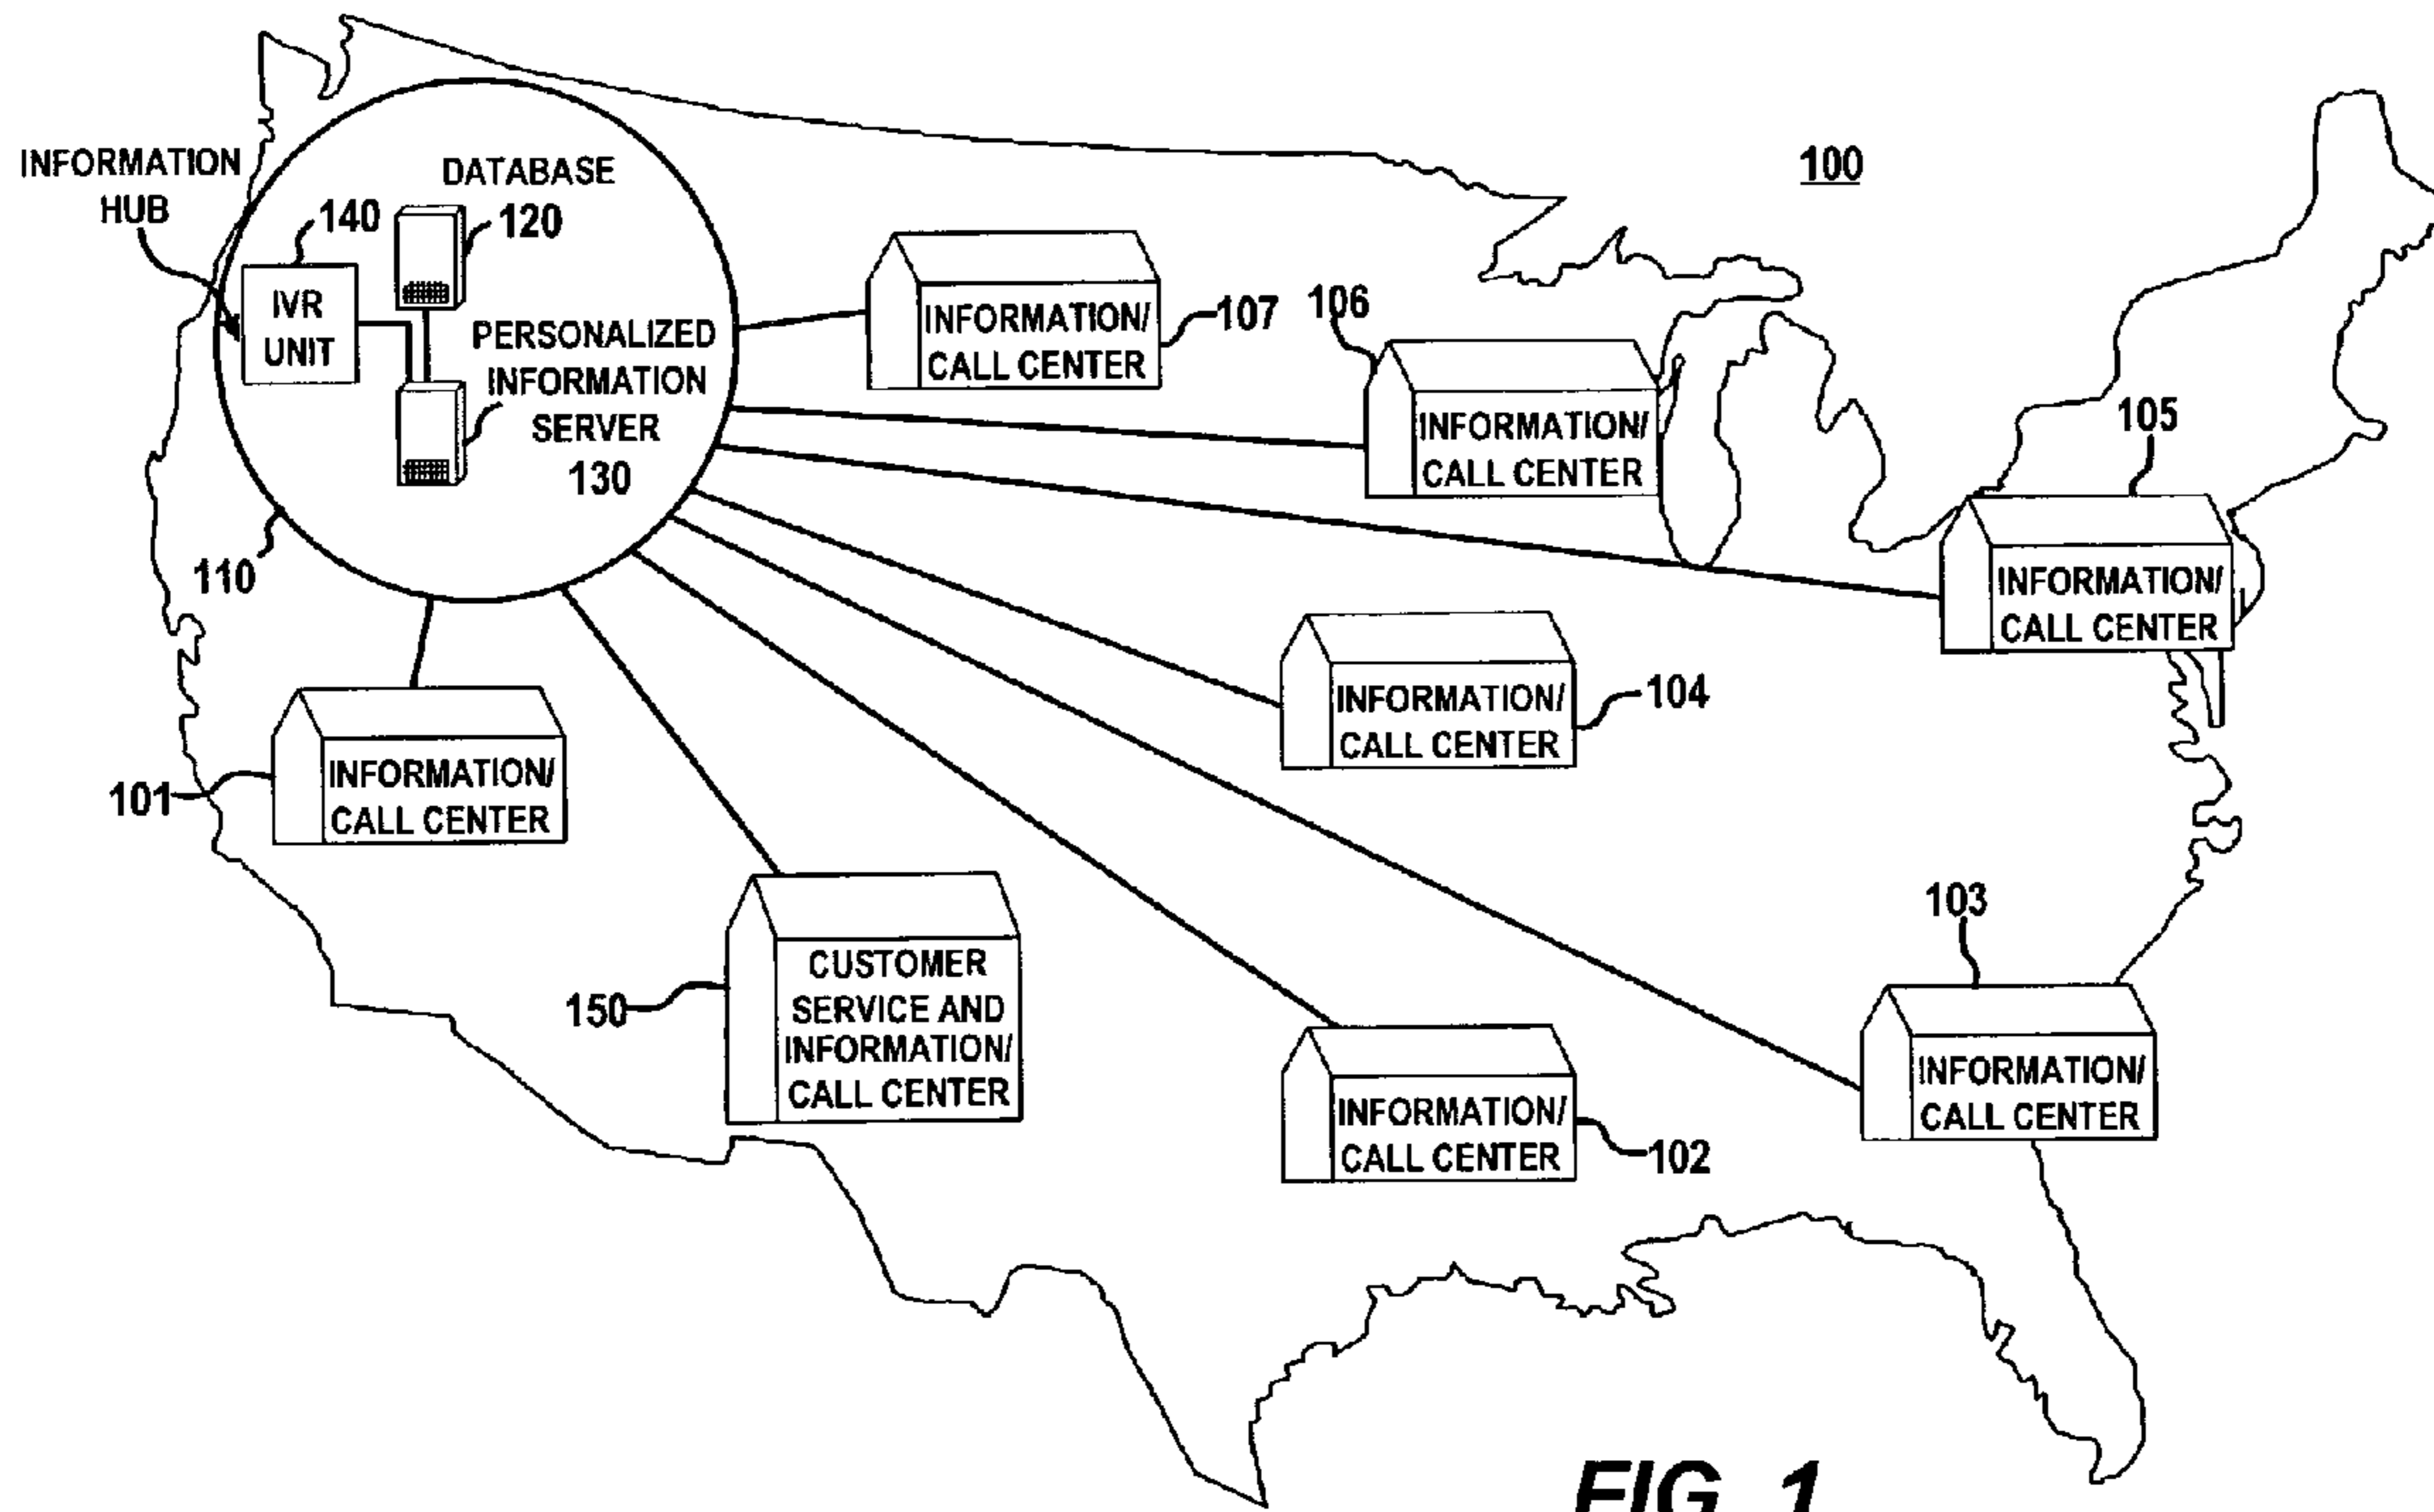 100
INFORMATION
HUB
140
DATABASE
120
IVR
UNIT
PERSONALIZED
INFORMATION
SERVER
130
110
INFORMATION/
CALL CENTER
107
106
INFORMATION/
CALL CENTER
105
INFORMATION/
CALL CENTER
INFORMATION/
CALL CENTER
104
101
INFORMATION/
CALL CENTER
150
CUSTOMER
SERVICE AND
INFORMATION/
CALL CENTER
INFORMATION/
CALL CENTER
102
103
INFORMATION/
CALL CENTER
FIG. 1